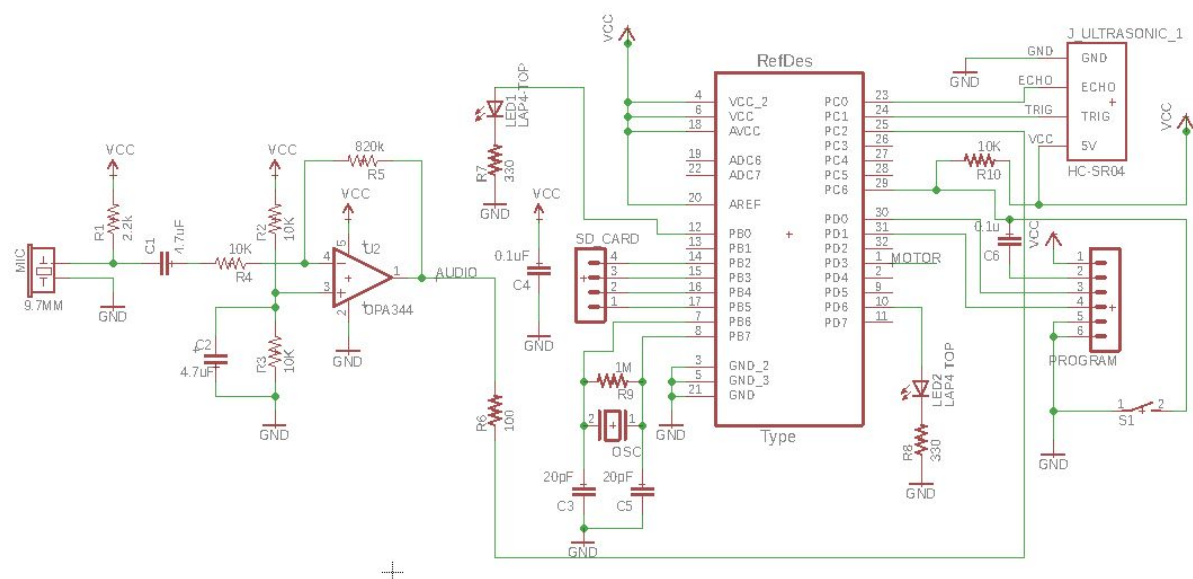 VCC
R1
2.2k
MIC
9.7MM
GND
C1
4.7uF
10K
R4
VCC
R2
10K
820k
R5
VCC
U2
OPA344
4
3
5
2
1
GND
C2
4.7uF
R3
10K
GND
AUDIO
LED1
LAP4-TOP
R7
330
GND
VCC
0.1uF
C4
GND
SD_CARD
4
3
2
1
R6
100
1M
R9
2
1
OSC
20pF
C3
20pF
C5
GND
GND
VCC
RefDes
4 VCC_2
6 VCC
18 AVCC
19 ADC6
22 ADC7
20 AREF
12 PB0
13 PB1
14 PB2
15 PB3
16 PB4
17 PB5
7 PB6
8 PB7
3 GND_2
5 GND_3
21 GND
PC0 23
PC1 24
PC2 25
PC3 26
PC4 27
PC5 28
PC6 29
PD0 30
PD1 31
PD2 32
PD3 1
PD4 2
PD5 9
PD6 10
PD7 11
Type
MOTOR
LED2
LAP4 TOP
R8
330
GND
J_ULTRASONIC_1
GND GND
ECHO ECHO
TRIG TRIG
VCC 5V
HC-SR04
GND
VCC
10K
R10
0.1u
C6
VCC
1
2
3
4
5
6
PROGRAM
1
2
S1
GND